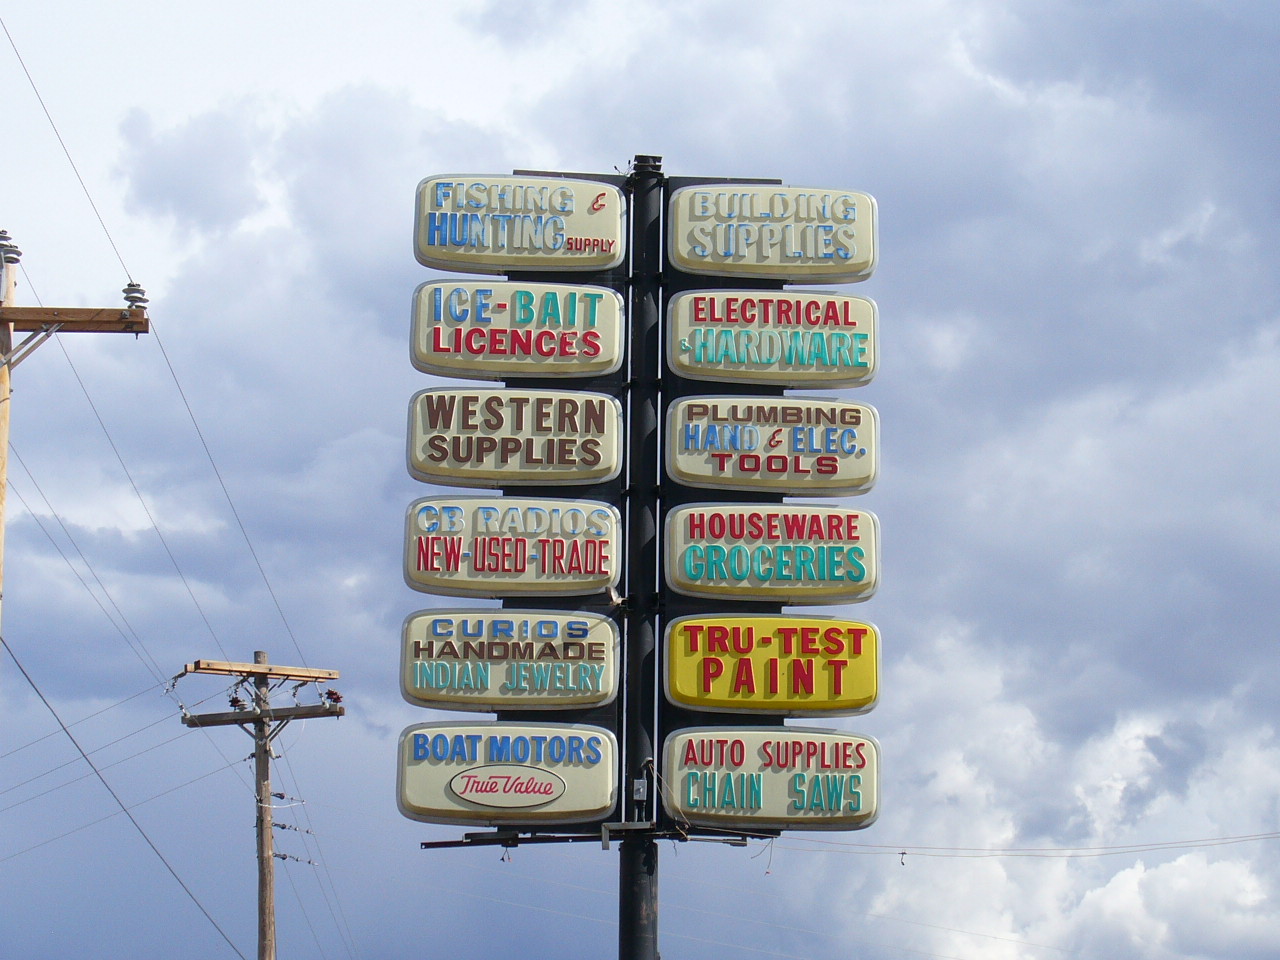 FISHING &
HUNTING SUPPLY
ICE-BAIT
LICENCES
WESTERN
SUPPLIES
CB RADIOS
NEW-USED-TRADE
CURIOS
HANDMADE
INDIAN JEWELRY
BOAT MOTORS
True Value
BUILDING
SUPPLIES
ELECTRICAL
& HARDWARE
PLUMBING
HAND & ELEC.
TOOLS
HOUSEWARE
GROCERIES
TRU-TEST
PAINT
AUTO SUPPLIES
CHAIN SAWS